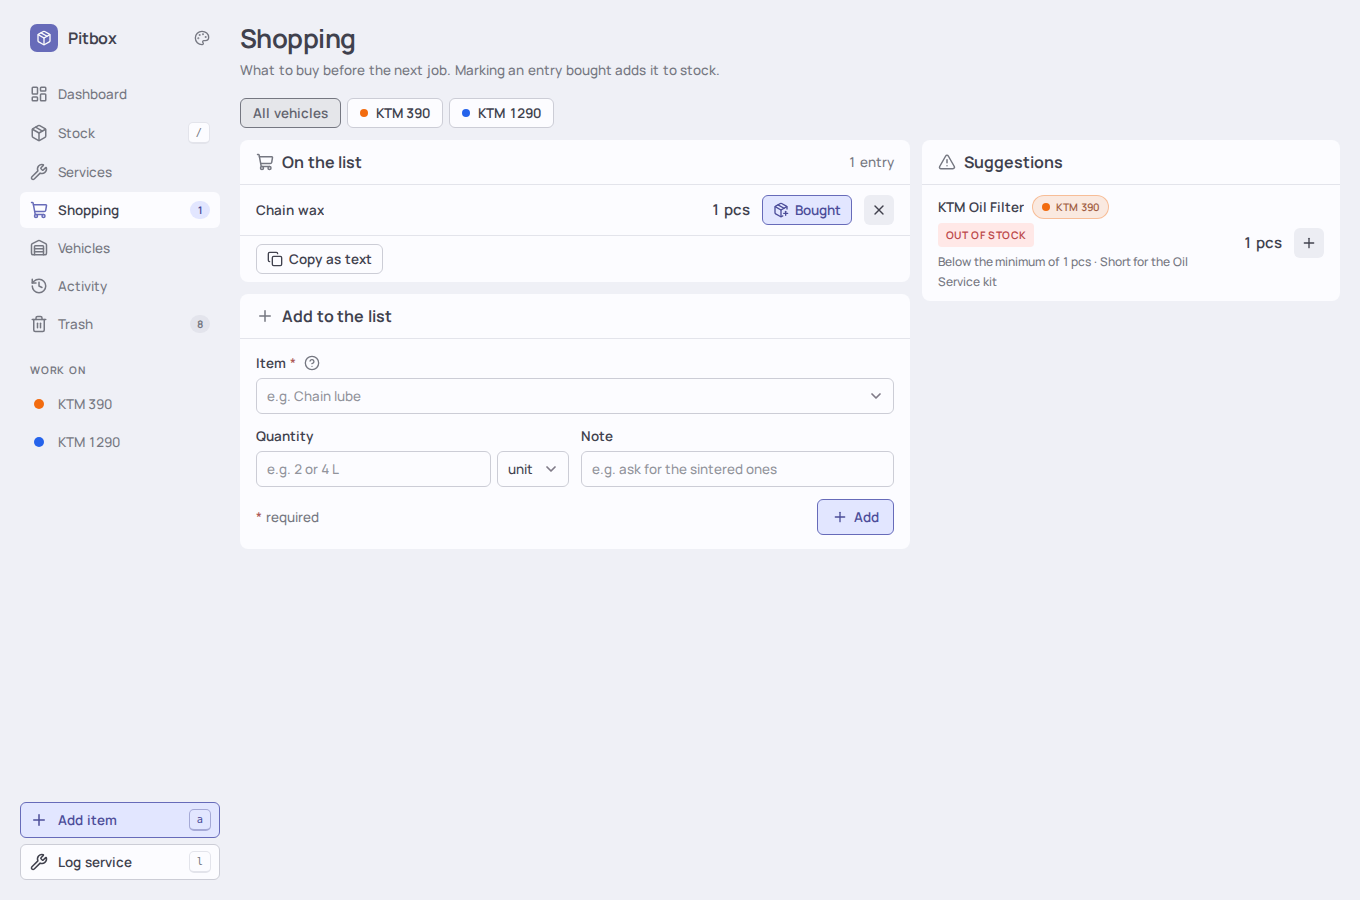 Pitbox
Dashboard
Stock /
Services
Shopping 1
Vehicles
Activity
Trash 8
WORK ON
KTM 390
KTM 1290
Add item a
Log service l
Shopping
What to buy before the next job. Marking an entry bought adds it to stock.
All vehicles KTM 390 KTM 1290
On the list 1 entry
Chain wax 1 pcs Bought
Copy as text
Add to the list
Item *
e.g. Chain lube
Quantity Note
e.g. 2 or 4 L unit e.g. ask for the sintered ones
* required Add
Suggestions
KTM Oil Filter KTM 390
OUT OF STOCK
1 pcs
Below the minimum of 1 pcs · Short for the Oil
Service kit